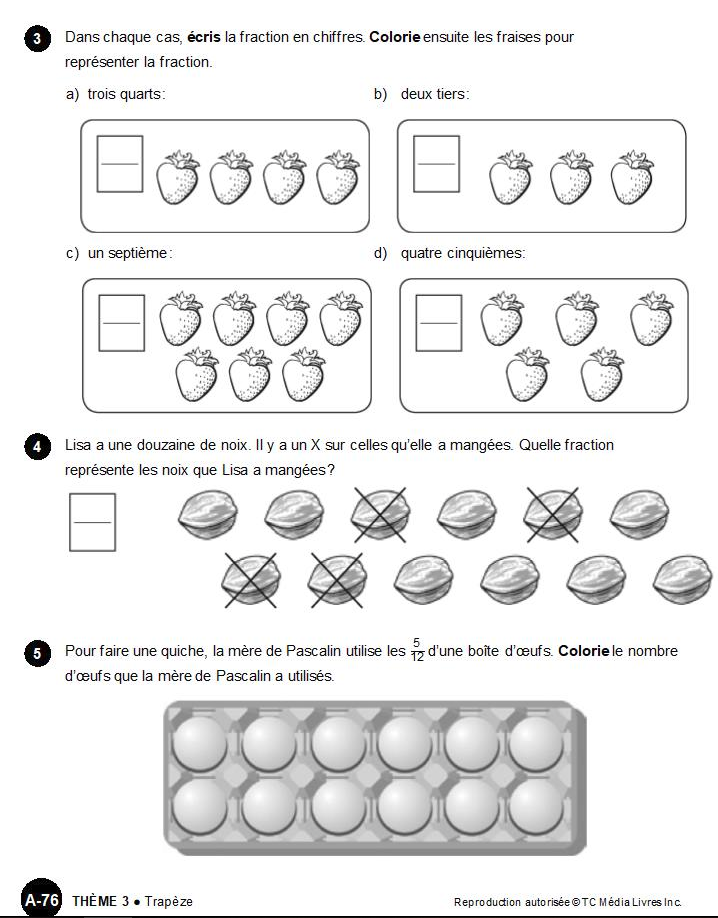 3 Dans chaque cas, écris la fraction en chiffres. Colorie ensuite les fraises pour
représenter la fraction.
a) trois quarts: b) deux tiers:
c) un septième: d) quatre cinquièmes:
4 Lisa a une douzaine de noix. Il y a un X sur celles qu'elle a mangées. Quelle fraction
représente les noix que Lisa a mangées?
5 Pour faire une quiche, la mère de Pascalin utilise les 5/12 d'une boîte d'œufs. Colorie le nombre
d'œufs que la mère de Pascalin a utilisés.
A-76 THÈME 3 • Trapèze Reproduction autorisée © TC Média Livres Inc.